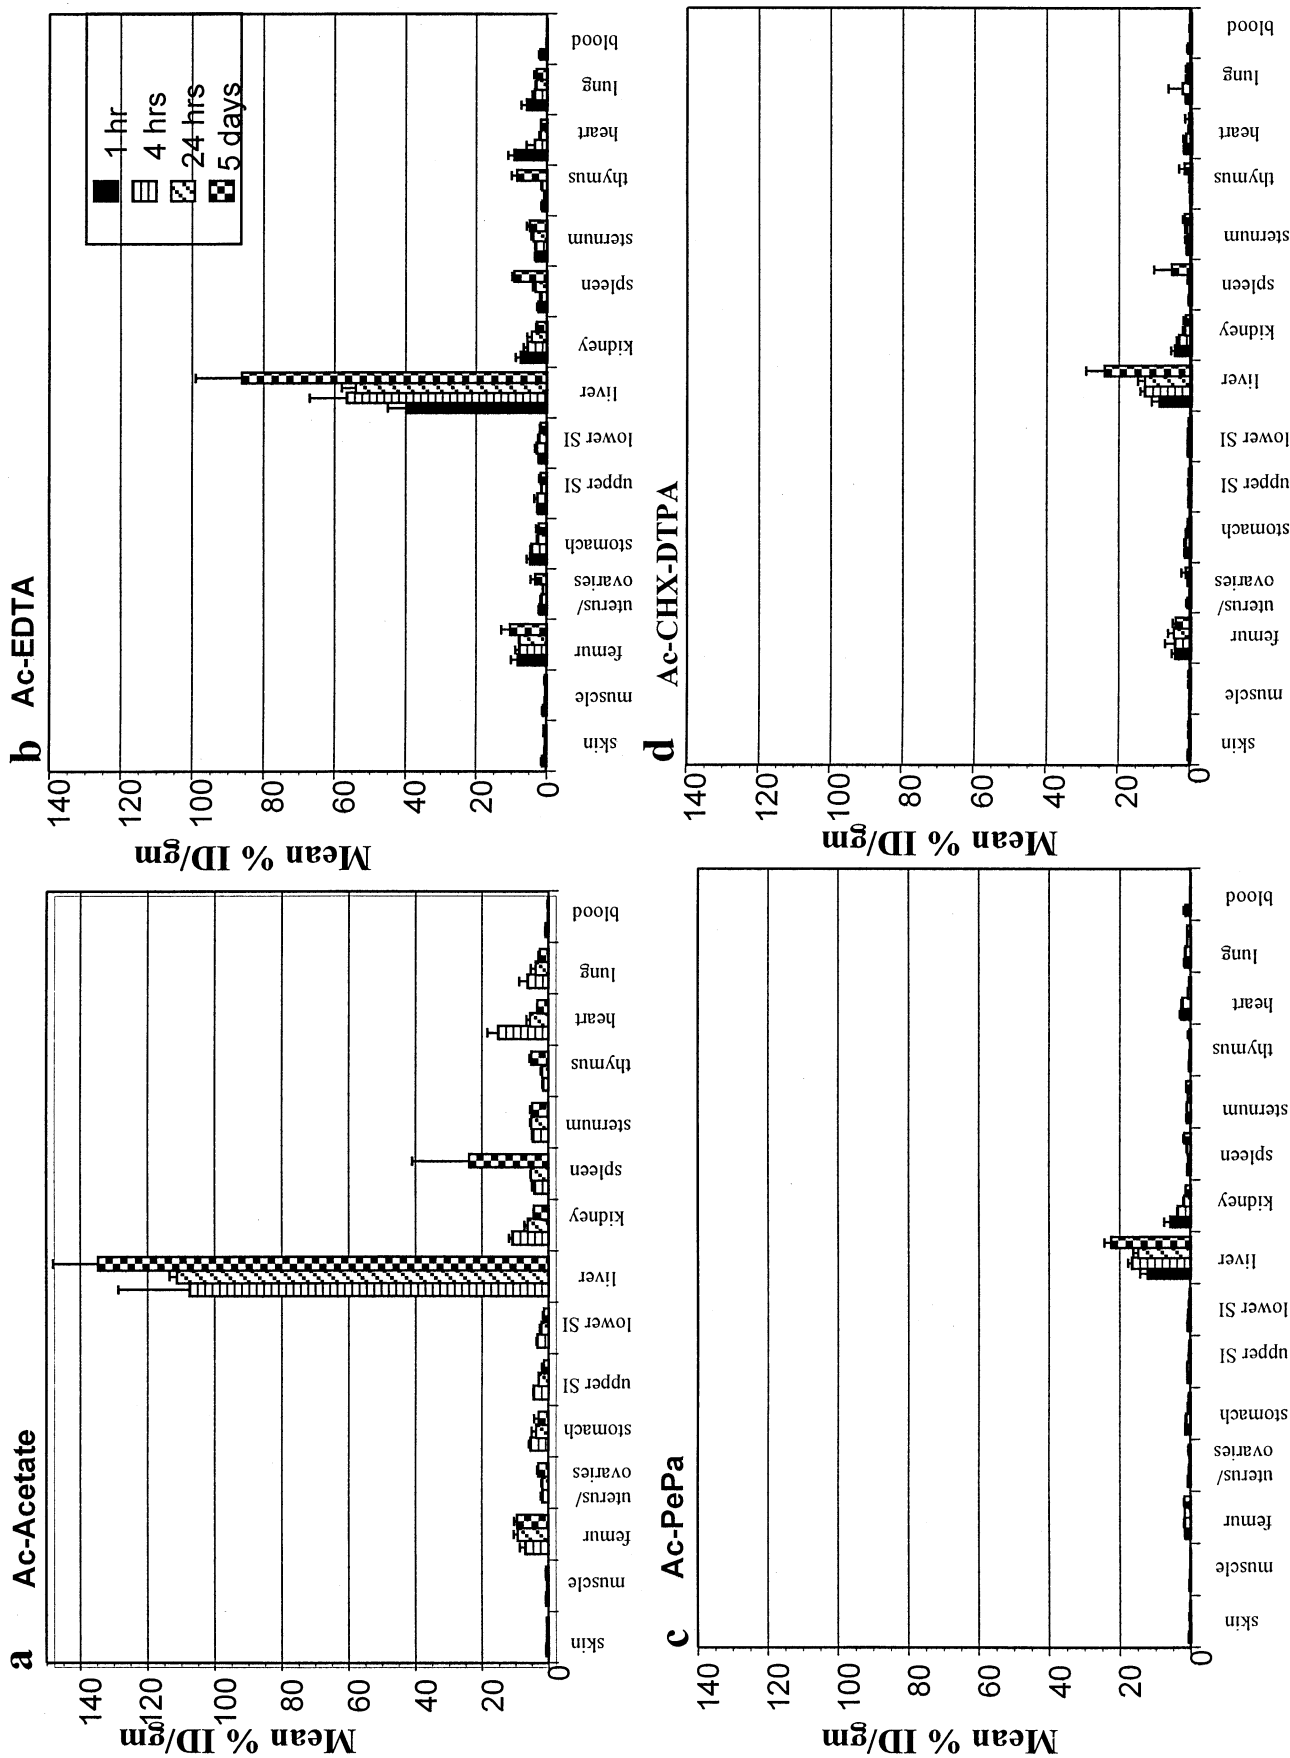 a Ac-Acetate
Mean % ID/gm
140
120
100
80
60
40
20
0
skin
muscle
femur
uterus/
ovaries
stomach
upper SI
lower SI
liver
kidney
spleen
sternum
thymus
heart
lung
blood
b Ac-EDTA
Mean % ID/gm
140
120
100
80
60
40
20
0
skin
muscle
femur
uterus/
ovaries
stomach
upper SI
lower SI
liver
kidney
spleen
sternum
thymus
heart
lung
blood
1 hr
4 hrs
24 hrs
5 days
c Ac-PePa
Mean % ID/gm
140
120
100
80
60
40
20
0
skin
muscle
femur
uterus/
ovaries
stomach
upper SI
lower SI
liver
kidney
spleen
sternum
thymus
heart
lung
blood
d Ac-CHX-DTPA
Mean % ID/gm
140
120
100
80
60
40
20
0
skin
muscle
femur
uterus/
ovaries
stomach
upper SI
lower SI
liver
kidney
spleen
sternum
thymus
heart
lung
blood